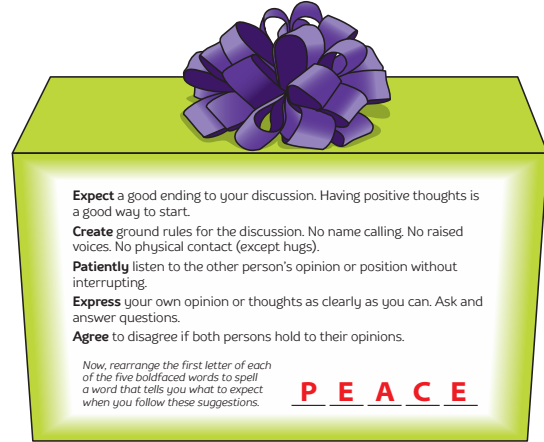 Expect a good ending to your discussion. Having positive thoughts is
a good way to start.
Create ground rules for the discussion. No name calling. No raised
voices. No physical contact (except hugs).
Patiently listen to the other person's opinion or position without
interrupting.
Express your own opinion or thoughts as clearly as you can. Ask and
answer questions.
Agree to disagree if both persons hold to their opinions.
Now, rearrange the first letter of each
of the five boldfaced words to spell
a word that tells you what to expect
when you follow these suggestions.
P E A C E